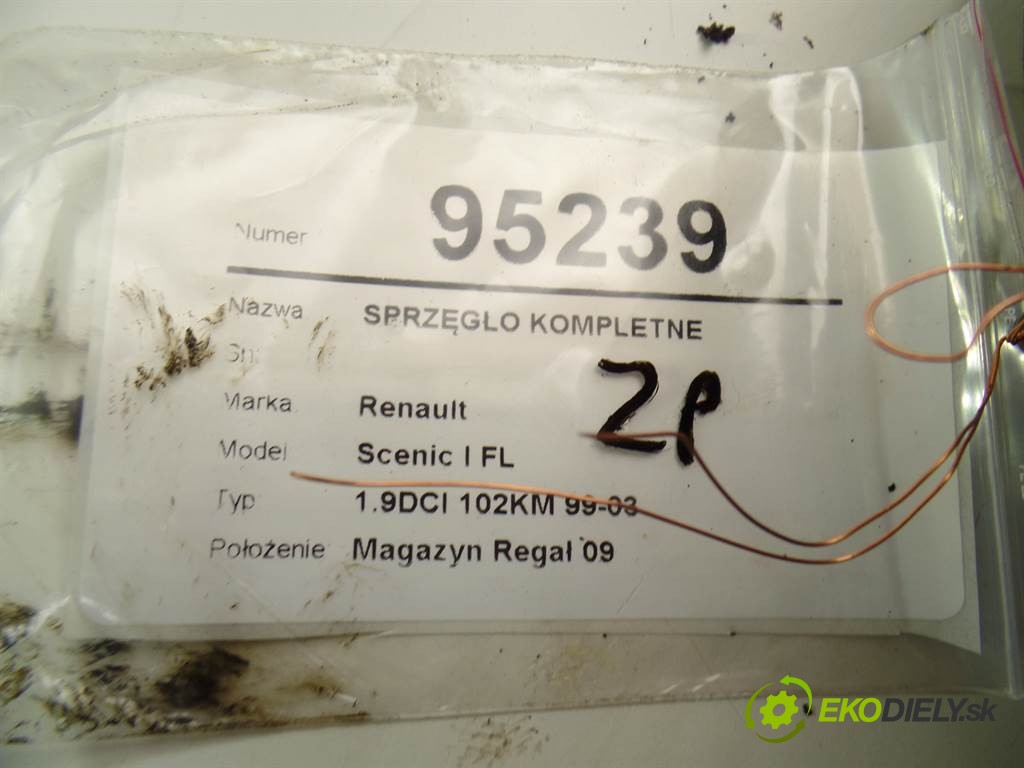 Numer 95239
Nazwa SPRZĘGŁO KOMPLETNE
Sn:
Marka Renault
Model Scenic I FL
Typ 1.9DCI 102KM 99-03
Położenie Magazyn Regał 09
ZP
EKODIELY.sk